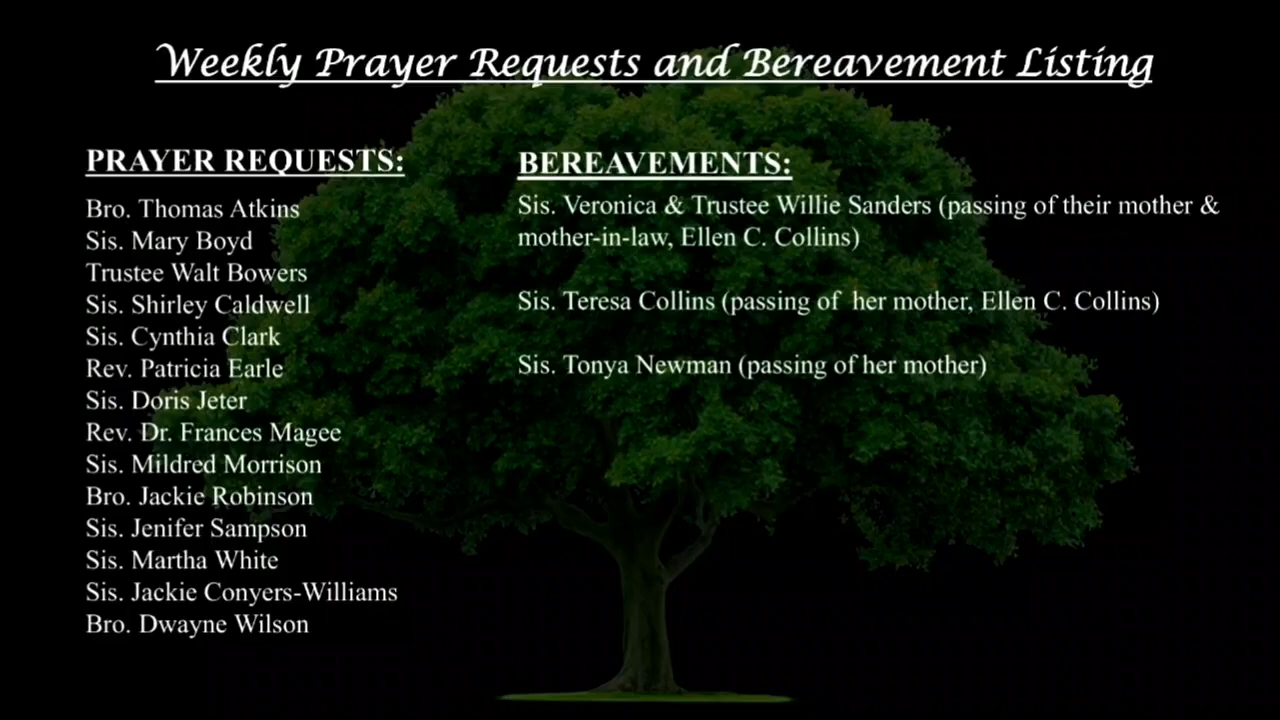 Weekly Prayer Requests and Bereavement Listing
PRAYER REQUESTS:
Bro. Thomas Atkins
Sis. Mary Boyd
Trustee Walt Bowers
Sis. Shirley Caldwell
Sis. Cynthia Clark
Rev. Patricia Earle
Sis. Doris Jeter
Rev. Dr. Frances Magee
Sis. Mildred Morrison
Bro. Jackie Robinson
Sis. Jenifer Sampson
Sis. Martha White
Sis. Jackie Conyers-Williams
Bro. Dwayne Wilson
BEREAVEMENTS:
Sis. Veronica & Trustee Willie Sanders (passing of their mother &
mother-in-law, Ellen C. Collins)
Sis. Teresa Collins (passing of her mother, Ellen C. Collins)
Sis. Tonya Newman (passing of her mother)